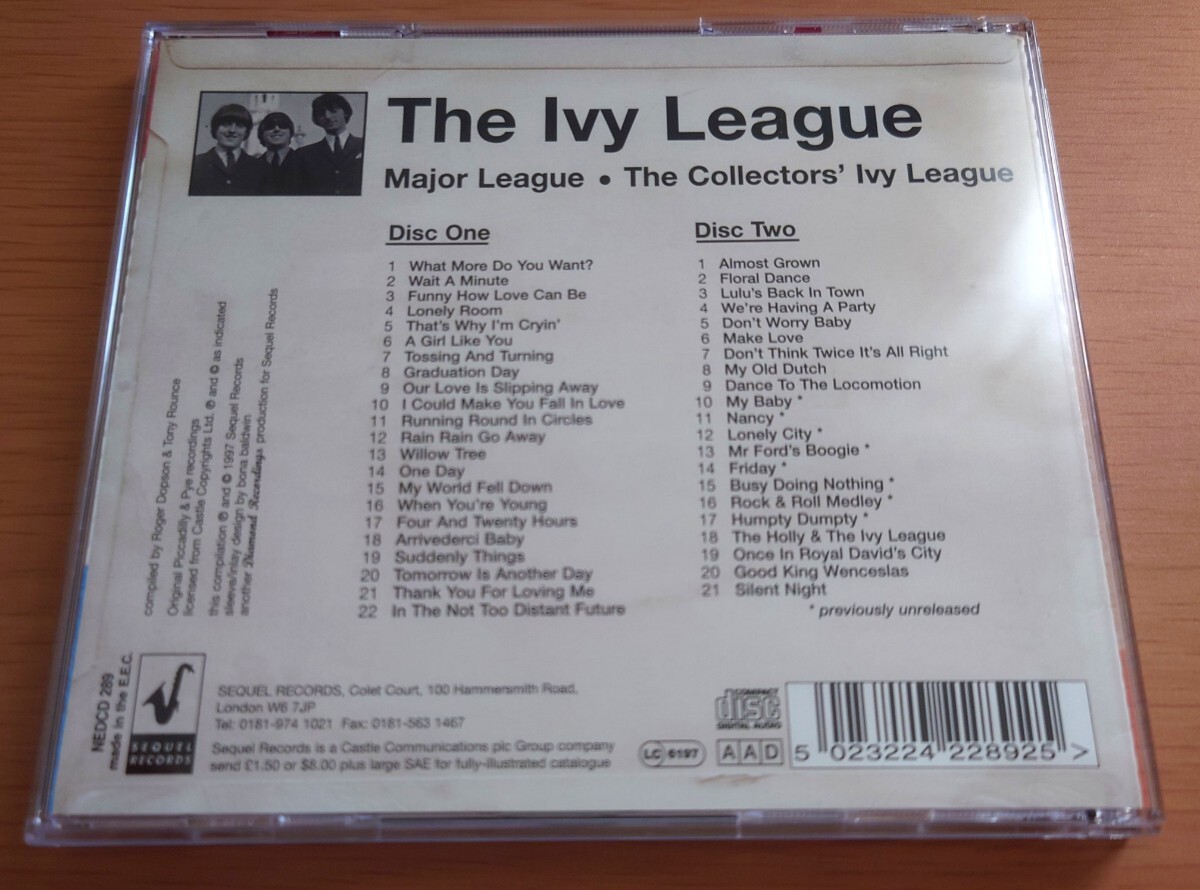 The Ivy League
Major League • The Collectors' Ivy League
Disc One
1 What More Do You Want?
2 Wait A Minute
3 Funny How Love Can Be
4 Lonely Room
5 That's Why I'm Cryin'
6 A Girl Like You
7 Tossing And Turning
8 Graduation Day
9 Our Love Is Slipping Away
10 I Could Make You Fall In Love
11 Running Round In Circles
12 Rain Rain Go Away
13 Willow Tree
14 One Day
15 My World Fell Down
16 When You're Young
17 Four And Twenty Hours
18 Arrivederci Baby
19 Suddenly Things
20 Tomorrow Is Another Day
21 Thank You For Loving Me
22 In The Not Too Distant Future
Disc Two
1 Almost Grown
2 Floral Dance
3 Lulu's Back In Town
4 We're Having A Party
5 Don't Worry Baby
6 Make Love
7 Don't Think Twice It's All Right
8 My Old Dutch
9 Dance To The Locomotion
10 My Baby *
11 Nancy *
12 Lonely City *
13 Mr Ford's Boogie *
14 Friday *
15 Busy Doing Nothing *
16 Rock & Roll Medley *
17 Humpty Dumpty *
18 The Holly & The Ivy League
19 Once In Royal David's City
20 Good King Wenceslas
21 Silent Night
* previously unreleased
compiled by Roger Dopson & Tony Rounce
Original Piccadilly & Pye recordings
licensed from Castle Copyrights Ltd. ℗ and © as indicated
this compilation ℗ and © 1997 Sequel Records
sleeve/inlay design by bona baldwin
another Diamond Recordings production for Sequel Records
NEDCD 289
made in the E.E.C.
SEQUEL
RECORDS
SEQUEL RECORDS, Colet Court, 100 Hammersmith Road,
London W6 7JP
Tel: 0181-974 1021 Fax: 0181-563 1467
Sequel Records is a Castle Communications plc Group company
send £1.50 or $8.00 plus large SAE for fully-illustrated catalogue
COMPACT
disc
DIGITAL AUDIO
LC 6197
AAD
5 023224 228925 >